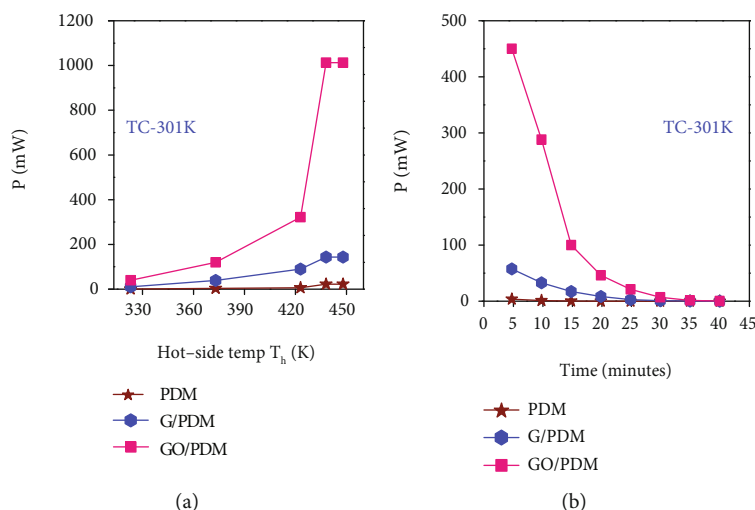 1000
800
600
400
200
0
P (mW)
TC-301K
330
360
390
420
450
Hot–side temp Tₕ (K)
PDM
G/PDM
GO/PDM
(a)
500
400
300
200
100
0
P (mW)
TC-301K
0
5
10
15
20
25
30
35
40
45
Time (minutes)
PDM
G/PDM
GO/PDM
(b)